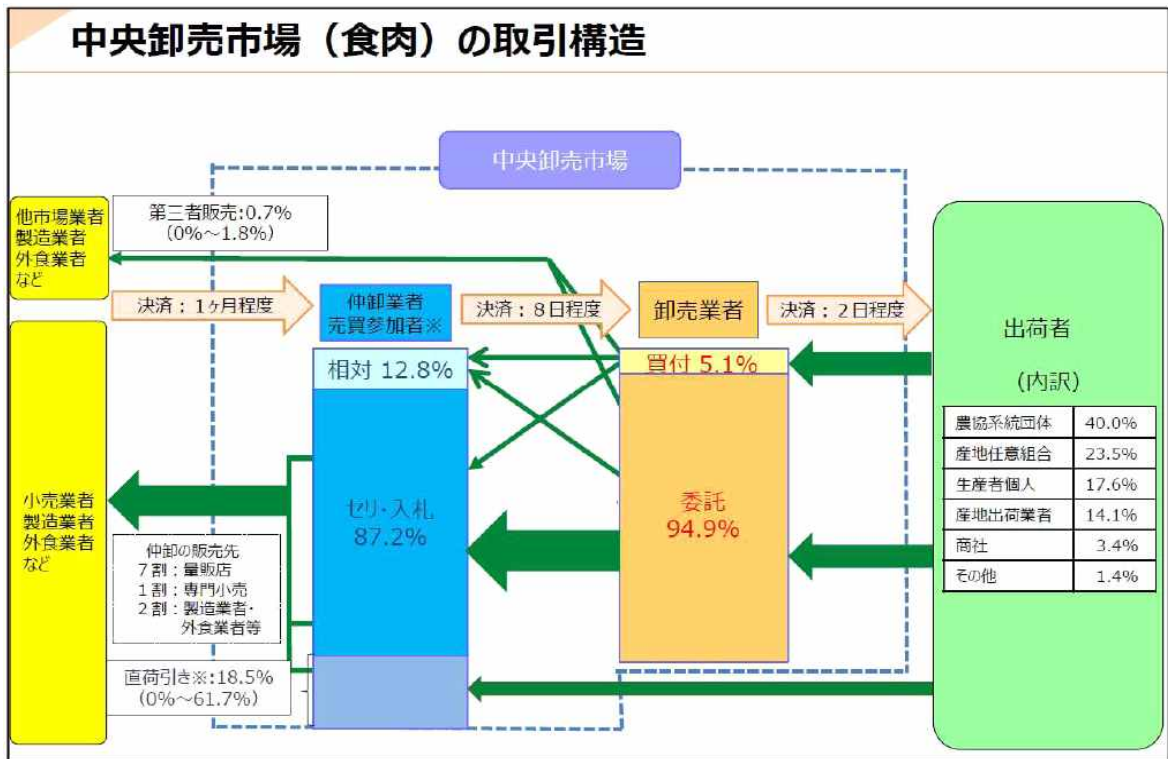 中央卸売市場（食肉）の取引構造
中央卸売市場
他市場業者
製造業者
外食業者
など
第三者販売:0.7%
(0%～1.8%)
決済：1ヶ月程度
仲卸業者
売買参加者※
決済：8日程度
卸売業者
決済：2日程度
出荷者
(内訳)
農協系統団体 40.0%
産地任意組合 23.5%
生産者個人 17.6%
産地出荷業者 14.1%
商社 3.4%
その他 1.4%
相対 12.8%
買付 5.1%
セリ・入札
87.2%
委託
94.9%
小売業者
製造業者
外食業者
など
仲卸の販売先
7割：量販店
1割：専門小売
2割：製造業者・
外食業者等
直荷引き※:18.5%
(0%～61.7%)